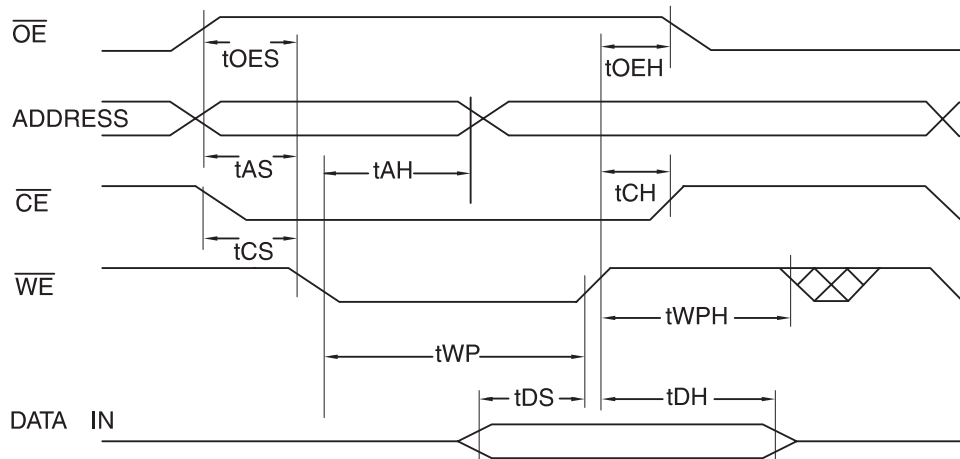 OE
tOES
tOEH
ADDRESS
tAS
tAH
tCH
CE
tCS
WE
tWPH
tWP
tDS
tDH
DATA IN